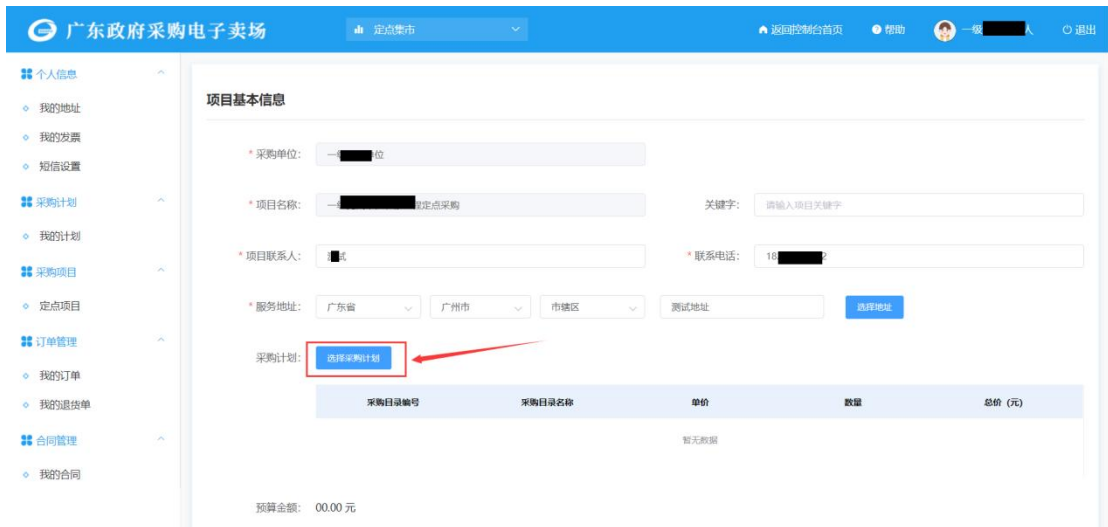 广东政府采购电子卖场
定点集市
返回控制台首页
帮助
一级 人
退出
个人信息
我的地址
我的发票
短信设置
采购计划
我的计划
采购项目
定点项目
订单管理
我的订单
我的退货单
合同管理
我的合同
项目基本信息
* 采购单位: 位
* 项目名称: 定点采购
关键字: 请输入项目关键字
* 项目联系人: 试
* 联系电话: 18 2
* 服务地址: 广东省 广州市 市辖区 测试地址 选择地址
采购计划: 选择采购计划
采购目录编号 采购目录名称 单价 数量 总价 (元)
暂无数据
预算金额: 00.00 元